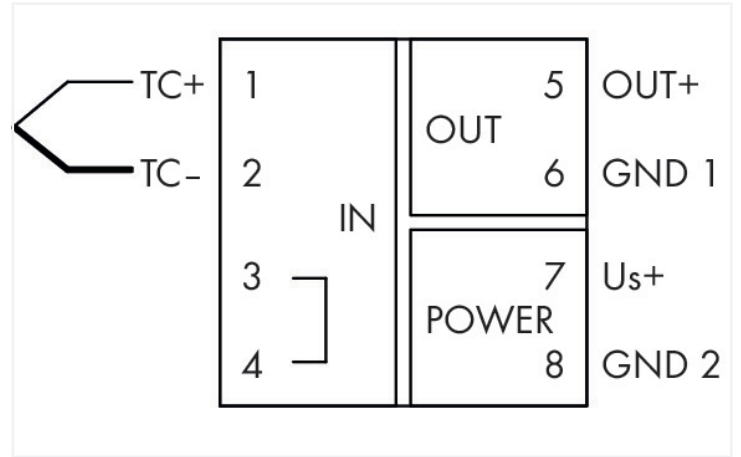 TC+ 1 5 OUT+
OUT
TC- 2 6 GND 1
IN
3 7 Us+
POWER
4 8 GND 2